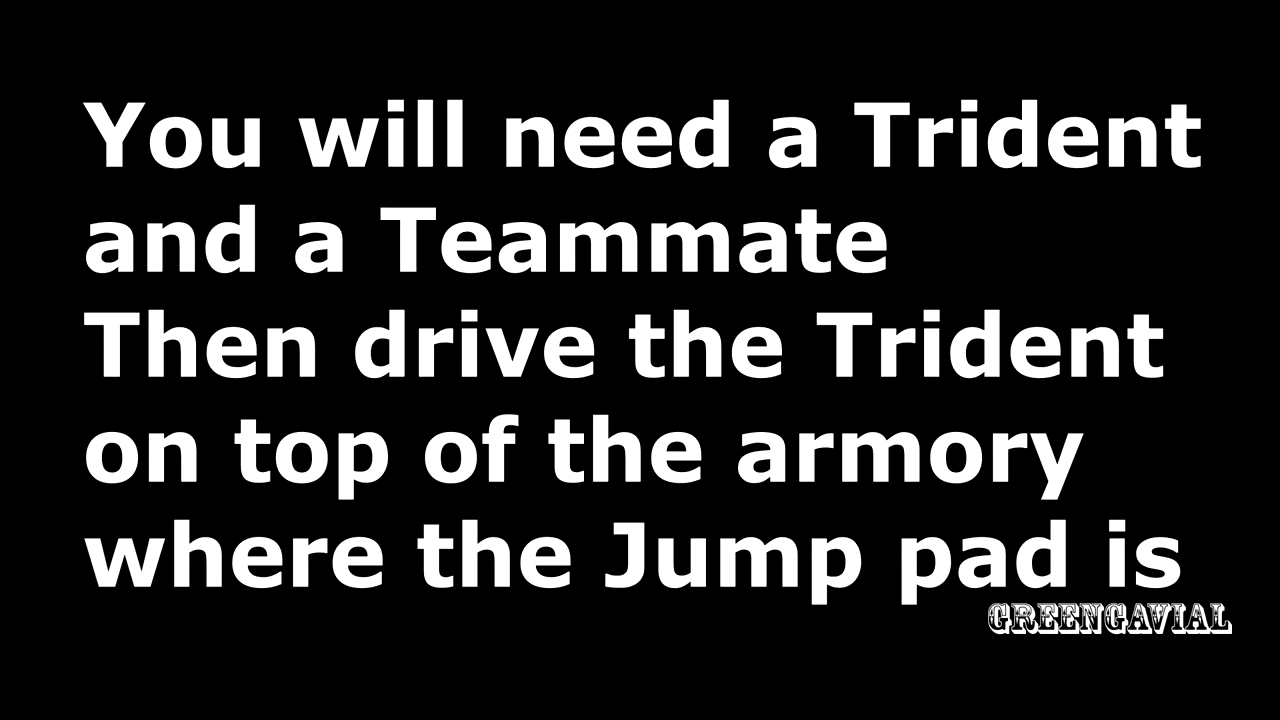 You will need a Trident
and a Teammate
Then drive the Trident
on top of the armory
where the Jump pad is
GREENGAVIAL